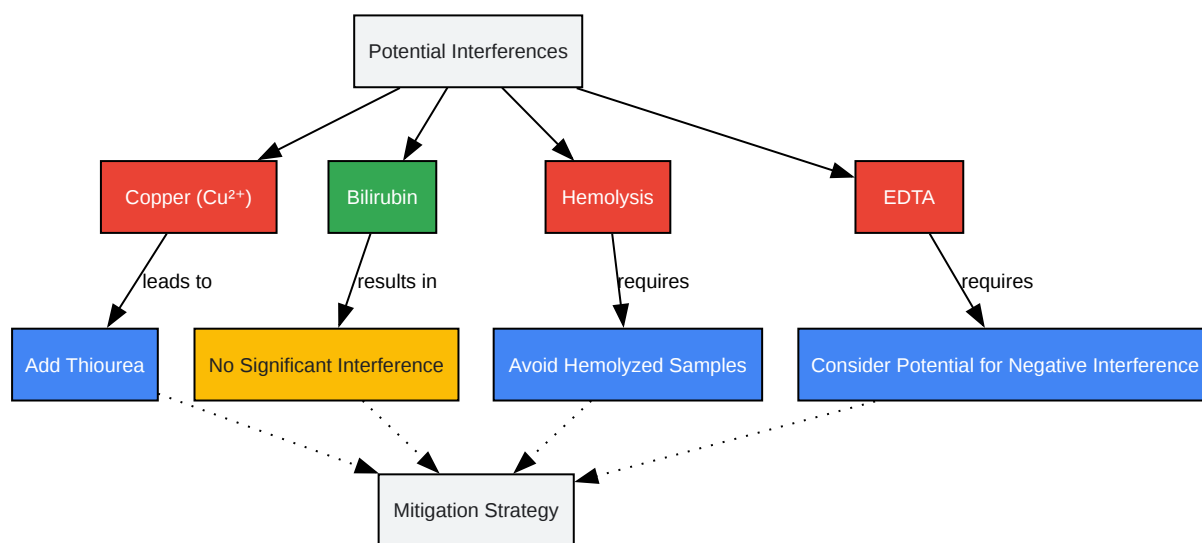 Potential Interferences
Copper (Cu²⁺)
Bilirubin
Hemolysis
EDTA
leads to
results in
requires
requires
Add Thiourea
No Significant Interference
Avoid Hemolyzed Samples
Consider Potential for Negative Interference
Mitigation Strategy